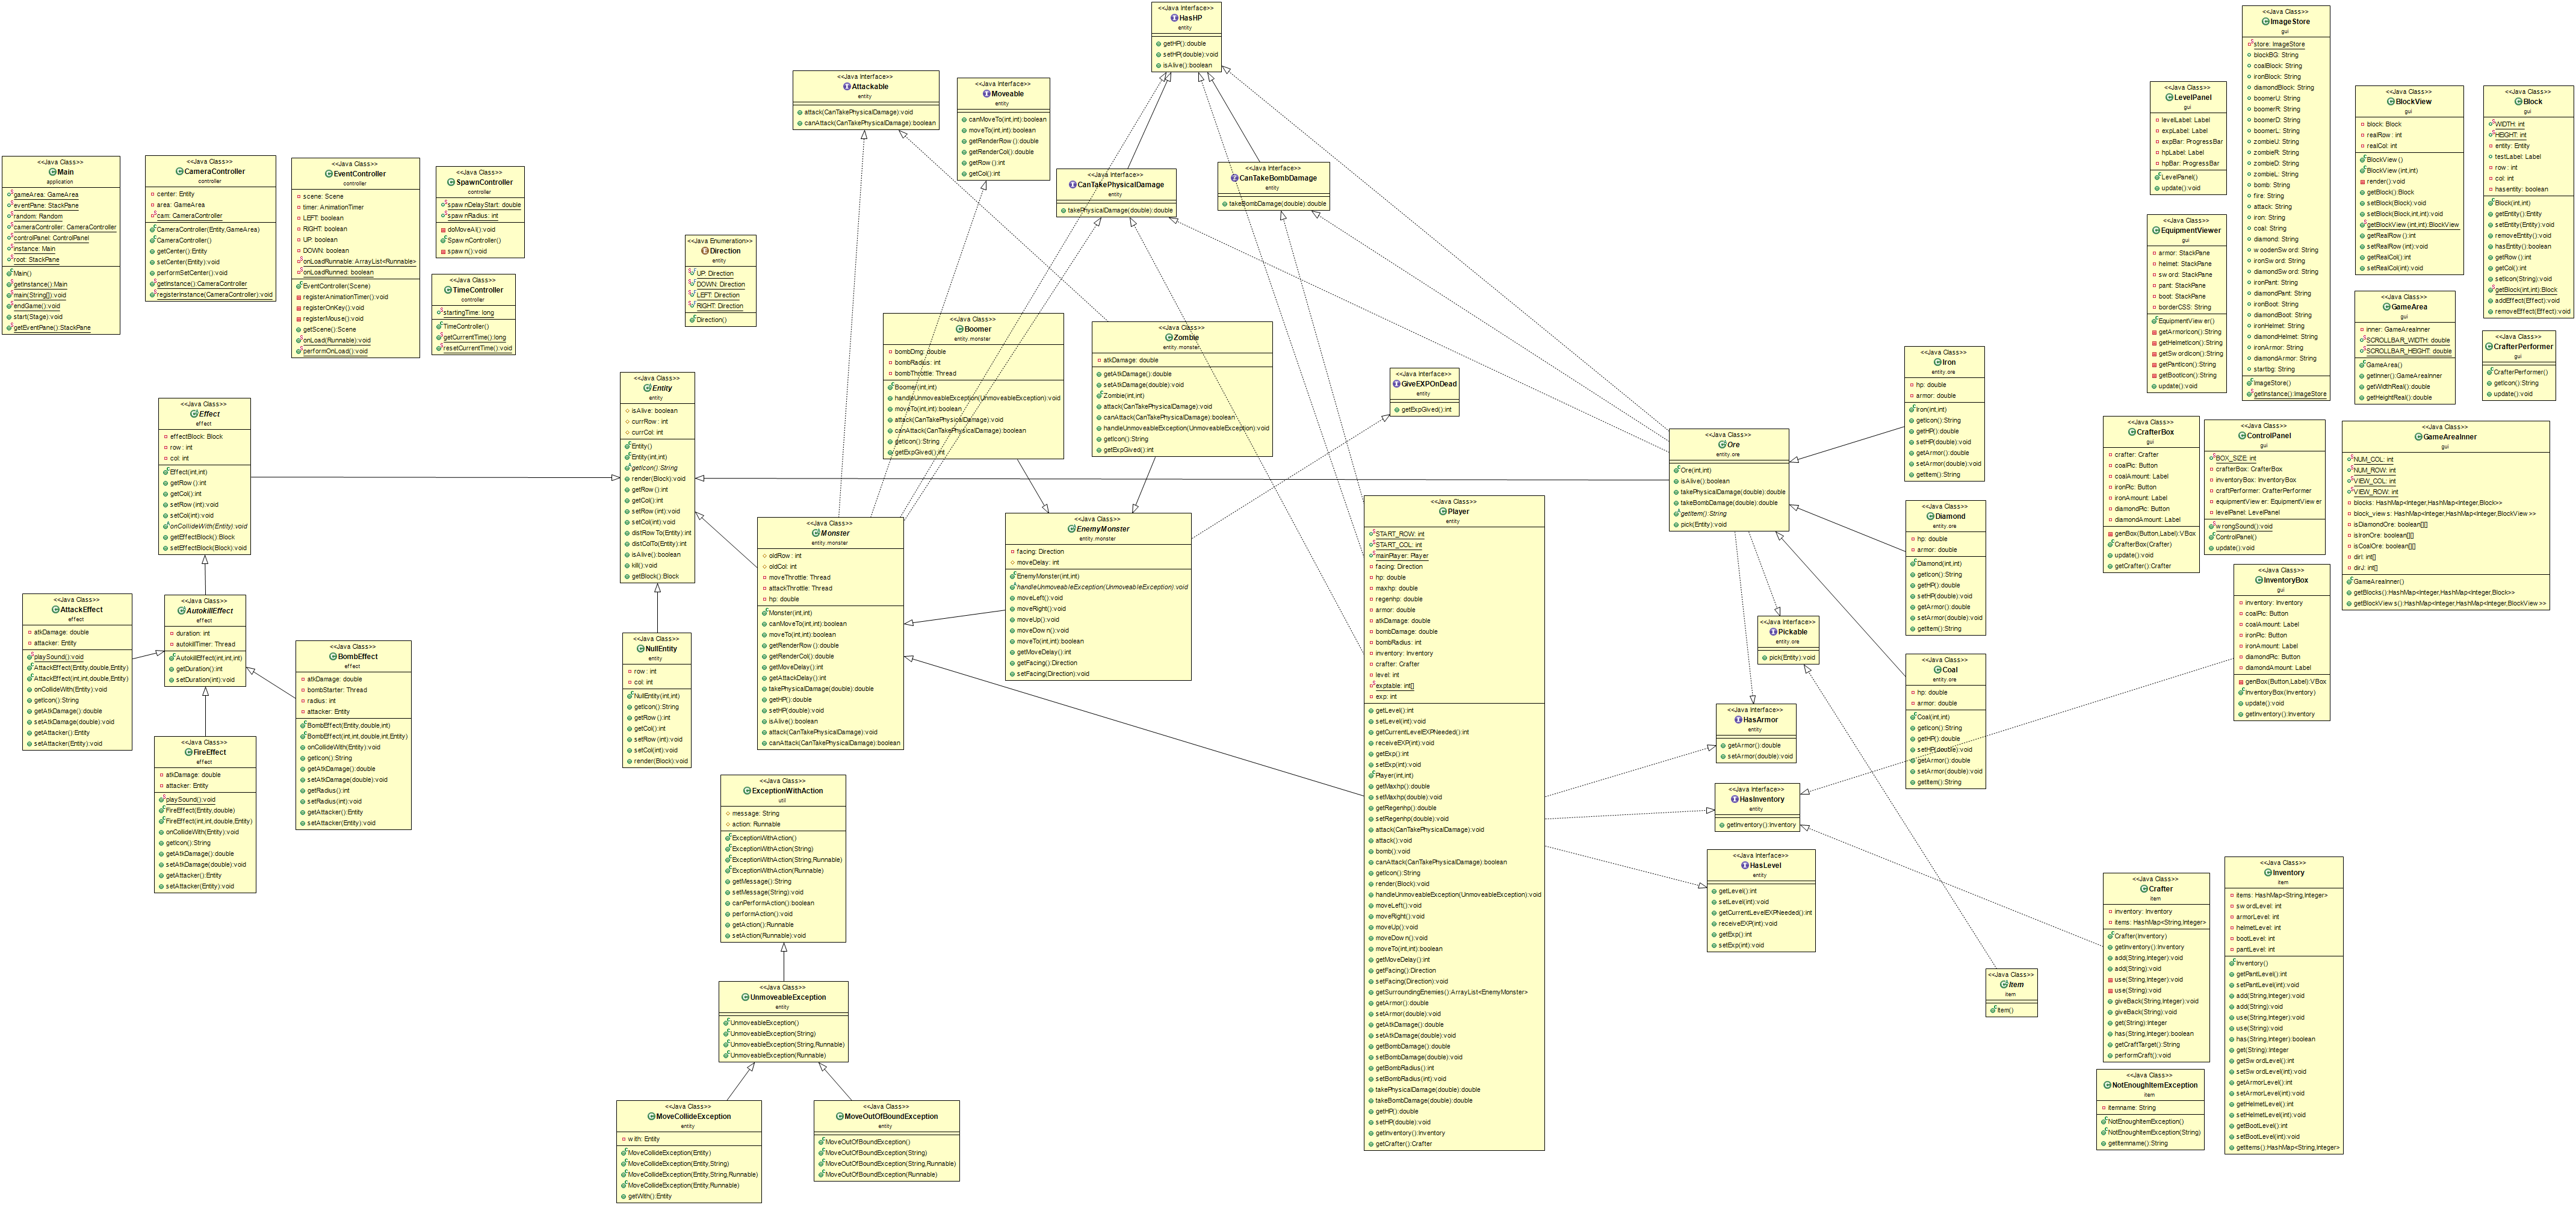 <<Java Interface>>
HasHP
entity
getHP():double
setHP(double):void
isAlive():boolean
<<Java Interface>>
Attackable
entity
attack(CanTakePhysicalDamage):void
canAttack(CanTakePhysicalDamage):boolean
<<Java Interface>>
Moveable
entity
canMoveTo(int,int):boolean
moveTo(int,int):boolean
getRenderRow():double
getRenderCol():double
getRow():int
getCol():int
<<Java Interface>>
CanTakePhysicalDamage
entity
takePhysicalDamage(double):double
<<Java Interface>>
CanTakeBombDamage
entity
takeBombDamage(double):double
<<Java Class>>
Main
application
gameArea: GameArea
eventPane: StackPane
random: Random
cameraController: CameraController
controlPanel: ControlPanel
instance: Main
root: StackPane
Main()
getInstance():Main
main(String[]):void
endGame():void
start(Stage):void
getEventPane():StackPane
<<Java Class>>
CameraController
controller
center: Entity
area: GameArea
cam: CameraController
CameraController(Entity,GameArea)
CameraController()
getCenter():Entity
setCenter(Entity):void
performSetCenter():void
getInstance():CameraController
registerInstance(CameraController):void
<<Java Class>>
EventController
controller
scene: Scene
timer: AnimationTimer
LEFT: boolean
RIGHT: boolean
UP: boolean
DOWN: boolean
onLoadRunnable: ArrayList<Runnable>
onLoadRunned: boolean
EventController(Scene)
registerAnimationTimer():void
registerOnKey():void
registerMouse():void
getScene():Scene
onLoad(Runnable):void
performOnLoad():void
<<Java Class>>
SpawnController
controller
spawnDelayStart: double
spawnRadius: int
doMoveAI():void
SpawnController()
spawn():void
<<Java Class>>
TimeController
controller
startingTime: long
TimeController()
getCurrentTime():long
resetCurrentTime():void
<<Java Enumeration>>
Direction
entity
UP: Direction
DOWN: Direction
LEFT: Direction
RIGHT: Direction
Direction()
<<Java Class>>
Boomer
entity.monster
bombDmg: double
bombRadius: int
bombThrottle: Thread
Boomer(int,int)
handleUnmoveableException(UnmoveableException):void
moveTo(int,int):boolean
attack(CanTakePhysicalDamage):void
canAttack(CanTakePhysicalDamage):boolean
getIcon():String
getExpGived():int
<<Java Class>>
Zombie
entity.monster
atkDamage: double
getAtkDamage():double
setAtkDamage(double):void
Zombie(int,int)
attack(CanTakePhysicalDamage):void
canAttack(CanTakePhysicalDamage):boolean
handleUnmoveableException(UnmoveableException):void
getIcon():String
getExpGived():int
<<Java Interface>>
GiveEXPOnDead
entity
getExpGived():int
<<Java Class>>
Effect
effect
effectBlock: Block
row: int
col: int
Effect(int,int)
getRow():int
getCol():int
setRow(int):void
setCol(int):void
onCollideWith(Entity):void
getEffectBlock():Block
setEffectBlock(Block):void
<<Java Class>>
Entity
entity
isAlive: boolean
currRow: int
currCol: int
Entity()
Entity(int,int)
getIcon():String
render(Block):void
getRow():int
getCol():int
setRow(int):void
setCol(int):void
distRowTo(Entity):int
distColTo(Entity):int
isAlive():boolean
kill():void
getBlock():Block
<<Java Class>>
Monster
entity.monster
oldRow: int
oldCol: int
moveThrottle: Thread
attackThrottle: Thread
hp: double
Monster(int,int)
canMoveTo(int,int):boolean
moveTo(int,int):boolean
getRenderRow():double
getRenderCol():double
getMoveDelay():int
getAttackDelay():int
takePhysicalDamage(double):double
getHP():double
setHP(double):void
isAlive():boolean
attack(CanTakePhysicalDamage):void
canAttack(CanTakePhysicalDamage):boolean
<<Java Class>>
EnemyMonster
entity.monster
facing: Direction
moveDelay: int
EnemyMonster(int,int)
handleUnmoveableException(UnmoveableException):void
moveLeft():void
moveRight():void
moveUp():void
moveDown():void
moveTo(int,int):boolean
getMoveDelay():int
getFacing():Direction
setFacing(Direction):void
<<Java Class>>
AttackEffect
effect
atkDamage: double
attacker: Entity
playSound():void
AttackEffect(Entity,double,Entity)
AttackEffect(int,int,double,Entity)
onCollideWith(Entity):void
getIcon():String
getAtkDamage():double
setAtkDamage(double):void
getAttacker():Entity
setAttacker(Entity):void
<<Java Class>>
AutokillEffect
effect
duration: int
autokillTimer: Thread
AutokillEffect(int,int,int)
getDuration():int
setDuration(int):void
<<Java Class>>
BombEffect
effect
atkDamage: double
bombStarter: Thread
radius: int
attacker: Entity
BombEffect(Entity,double,int)
BombEffect(int,int,double,int,Entity)
onCollideWith(Entity):void
getIcon():String
getAtkDamage():double
setAtkDamage(double):void
getRadius():int
setRadius(int):void
getAttacker():Entity
setAttacker(Entity):void
<<Java Class>>
FireEffect
effect
atkDamage: double
attacker: Entity
playSound():void
FireEffect(Entity,double)
FireEffect(int,int,double,Entity)
onCollideWith(Entity):void
getIcon():String
getAtkDamage():double
setAtkDamage(double):void
getAttacker():Entity
setAttacker(Entity):void
<<Java Class>>
NullEntity
entity
row: int
col: int
NullEntity(int,int)
getIcon():String
getRow():int
getCol():int
setRow(int):void
setCol(int):void
render(Block):void
<<Java Class>>
ExceptionWithAction
util
message: String
action: Runnable
ExceptionWithAction()
ExceptionWithAction(String)
ExceptionWithAction(String,Runnable)
ExceptionWithAction(Runnable)
getMessage():String
setMessage(String):void
canPerformAction():boolean
performAction():void
getAction():Runnable
setAction(Runnable):void
<<Java Class>>
UnmoveableException
entity
UnmoveableException()
UnmoveableException(String)
UnmoveableException(String,Runnable)
UnmoveableException(Runnable)
<<Java Class>>
MoveCollideException
entity
with: Entity
MoveCollideException(Entity)
MoveCollideException(Entity,String)
MoveCollideException(Entity,String,Runnable)
MoveCollideException(Entity,Runnable)
getWith():Entity
<<Java Class>>
MoveOutOfBoundException
entity
MoveOutOfBoundException()
MoveOutOfBoundException(String)
MoveOutOfBoundException(String,Runnable)
MoveOutOfBoundException(Runnable)
<<Java Class>>
Player
entity
START_ROW: int
START_COL: int
mainPlayer: Player
facing: Direction
hp: double
maxhp: double
regenhp: double
armor: double
atkDamage: double
bombDamage: double
bombRadius: int
inventory: Inventory
crafter: Crafter
level: int
exptable: int[]
exp: int
getLevel():int
setLevel(int):void
getCurrentLevelEXPNeeded():int
receiveEXP(int):void
getExp():int
setExp(int):void
Player(int,int)
getMaxhp():double
setMaxhp(double):void
getRegenhp():double
setRegenhp(double):void
attack(CanTakePhysicalDamage):void
attack():void
bomb():void
canAttack(CanTakePhysicalDamage):boolean
getIcon():String
render(Block):void
handleUnmoveableException(UnmoveableException):void
moveLeft():void
moveRight():void
moveUp():void
moveDown():void
moveTo(int,int):boolean
getMoveDelay():int
getFacing():Direction
setFacing(Direction):void
getSurroundingEnemies():ArrayList<EnemyMonster>
getArmor():double
setArmor(double):void
getAtkDamage():double
setAtkDamage(double):void
getBombDamage():double
setBombDamage(double):void
getBombRadius():int
setBombRadius(int):void
takePhysicalDamage(double):double
takeBombDamage(double):double
getHP():double
setHP(double):void
getInventory():Inventory
getCrafter():Crafter
<<Java Class>>
Ore
entity.ore
Ore(int,int)
isAlive():boolean
takePhysicalDamage(double):double
takeBombDamage(double):double
getItem():String
pick(Entity):void
<<Java Class>>
Iron
entity.ore
hp: double
armor: double
Iron(int,int)
getIcon():String
getHP():double
setHP(double):void
getArmor():double
setArmor(double):void
getItem():String
<<Java Class>>
Diamond
entity.ore
hp: double
armor: double
Diamond(int,int)
getIcon():String
getHP():double
setHP(double):void
getArmor():double
setArmor(double):void
getItem():String
<<Java Class>>
Coal
entity.ore
hp: double
armor: double
Coal(int,int)
getIcon():String
getHP():double
setHP(double):void
getArmor():double
setArmor(double):void
getItem():String
<<Java Interface>>
Pickable
entity.ore
pick(Entity):void
<<Java Interface>>
HasArmor
entity
getArmor():double
setArmor(double):void
<<Java Interface>>
HasInventory
entity
getInventory():Inventory
<<Java Interface>>
HasLevel
entity
getLevel():int
setLevel(int):void
getCurrentLevelEXPNeeded():int
receiveEXP(int):void
getExp():int
setExp(int):void
<<Java Class>>
Item
item
Item()
<<Java Class>>
LevelPanel
gui
levelLabel: Label
expLabel: Label
expBar: ProgressBar
hpLabel: Label
hpBar: ProgressBar
LevelPanel()
update():void
<<Java Class>>
EquipmentViewer
gui
armor: StackPane
helmet: StackPane
sword: StackPane
pant: StackPane
boot: StackPane
borderCSS: String
EquipmentViewer()
getArmorIcon():String
getHelmetIcon():String
getSwordIcon():String
getPantIcon():String
getBootIcon():String
update():void
<<Java Class>>
ImageStore
gui
store: ImageStore
blockBG: String
coalBlock: String
ironBlock: String
diamondBlock: String
boomerU: String
boomerR: String
boomerD: String
boomerL: String
zombieU: String
zombieR: String
zombieD: String
zombieL: String
bomb: String
fire: String
attack: String
iron: String
coal: String
diamond: String
woodenSword: String
ironSword: String
diamondSword: String
ironPant: String
diamondPant: String
ironBoot: String
diamondBoot: String
ironHelmet: String
diamondHelmet: String
ironArmor: String
diamondArmor: String
startbg: String
ImageStore()
getInstance():ImageStore
<<Java Class>>
BlockView
gui
block: Block
realRow: int
realCol: int
BlockView()
BlockView(int,int)
render():void
getBlock():Block
setBlock(Block):void
setBlock(Block,int,int):void
getBlockView(int,int):BlockView
getRealRow():int
setRealRow(int):void
getRealCol():int
setRealCol(int):void
<<Java Class>>
Block
gui
WIDTH: int
HEIGHT: int
entity: Entity
testLabel: Label
row: int
col: int
hasentity: boolean
Block(int,int)
getEntity():Entity
setEntity(Entity):void
removeEntity():void
hasEntity():boolean
getRow():int
getCol():int
setIcon(String):void
getBlock(int,int):Block
addEffect(Effect):void
removeEffect(Effect):void
<<Java Class>>
GameArea
gui
inner: GameAreaInner
SCROLLBAR_WIDTH: double
SCROLLBAR_HEIGHT: double
GameArea()
getInner():GameAreaInner
getWidthReal():double
getHeightReal():double
<<Java Class>>
CrafterPerformer
gui
CrafterPerformer()
getIcon():String
update():void
<<Java Class>>
CrafterBox
gui
crafter: Crafter
coalPic: Button
coalAmount: Label
ironPic: Button
ironAmount: Label
diamondPic: Button
diamondAmount: Label
genBox(Button,Label):VBox
CrafterBox(Crafter)
update():void
getCrafter():Crafter
<<Java Class>>
ControlPanel
gui
BOX_SIZE: int
crafterBox: CrafterBox
inventoryBox: InventoryBox
craftPerformer: CrafterPerformer
equipmentViewer: EquipmentViewer
levelPanel: LevelPanel
wrongSound():void
ControlPanel()
update():void
<<Java Class>>
GameAreaInner
gui
NUM_COL: int
NUM_ROW: int
VIEW_COL: int
VIEW_ROW: int
blocks: HashMap<Integer,HashMap<Integer,Block>>
block_views: HashMap<Integer,HashMap<Integer,BlockView>>
isDiamondOre: boolean[][]
isIronOre: boolean[][]
isCoalOre: boolean[][]
dirI: int[]
dirJ: int[]
GameAreaInner()
getBlocks():HashMap<Integer,HashMap<Integer,Block>>
getBlockViews():HashMap<Integer,HashMap<Integer,BlockView>>
<<Java Class>>
InventoryBox
gui
inventory: Inventory
coalPic: Button
coalAmount: Label
ironPic: Button
ironAmount: Label
diamondPic: Button
diamondAmount: Label
genBox(Button,Label):VBox
InventoryBox(Inventory)
update():void
getInventory():Inventory
<<Java Class>>
Crafter
item
inventory: Inventory
items: HashMap<String,Integer>
Crafter(Inventory)
getInventory():Inventory
add(String,Integer):void
add(String):void
use(String,Integer):void
use(String):void
giveBack(String,Integer):void
giveBack(String):void
get(String):Integer
has(String,Integer):boolean
getCraftTarget():String
performCraft():void
<<Java Class>>
NotEnoughItemException
item
itemname: String
NotEnoughItemException()
NotEnoughItemException(String)
getItemname():String
<<Java Class>>
Inventory
item
items: HashMap<String,Integer>
swordLevel: int
armorLevel: int
helmetLevel: int
bootLevel: int
pantLevel: int
Inventory()
getPantLevel():int
setPantLevel(int):void
add(String,Integer):void
add(String):void
use(String,Integer):void
use(String):void
has(String,Integer):boolean
get(String):Integer
getSwordLevel():int
setSwordLevel(int):void
getArmorLevel():int
setArmorLevel(int):void
getHelmetLevel():int
setHelmetLevel(int):void
getBootLevel():int
setBootLevel(int):void
getItems():HashMap<String,Integer>